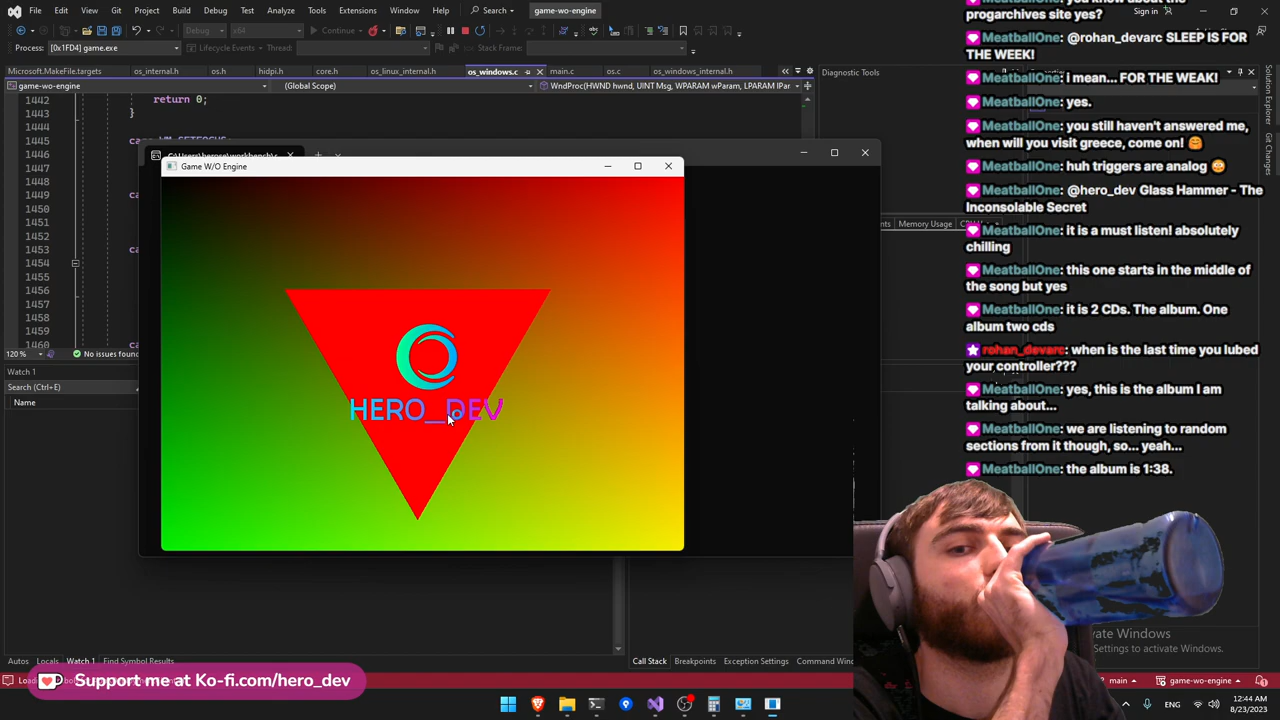 File Edit View Git Project Build Debug Test Analyze Tools Extensions Window Help Search game-wo-engine
Sign in
Debug x64 Continue
Process: [0x1FD4] game.exe Lifecycle Events Thread: Stack Frame:
Microsoft.MakeFile.targets os_internal.h os.h hidpi.h core.h os_linux_internal.h os_windows.c main.c os.c os_windows_internal.h
game-wo-engine (Global Scope) WndProc(HWND hwnd, UINT Msg, WPARAM wParam, LPARAM lPar
Diagnostic Tools
Solution Explorer
Git Changes
1442 return 0;
1443 }
1444
1445
1448
1449
1450
1452
1453
1454
1455
1456
1457
1458
1459
1460
120 % No issues found
Game W/O Engine
Memory Usage
HERO_DEV
Watch 1
Search (Ctrl+E)
Name
progarchives site yes?
MeatballOne: @rohan_devarc SLEEP IS FOR
THE WEEK!
MeatballOne: i mean... FOR THE WEAK!
MeatballOne: yes.
MeatballOne: you still haven't answered me,
when will you visit greece, come on!
MeatballOne: huh triggers are analog
MeatballOne: @hero_dev Glass Hammer - The
Inconsolable Secret
MeatballOne: it is a must listen! absolutely
chilling
MeatballOne: this one starts in the middle of
the song but yes
MeatballOne: it is 2 CDs. The album. One
album two cds
rohan_devarc: when is the last time you lubed
your controller???
MeatballOne: yes, this is the album I am
talking about...
MeatballOne: we are listening to random
sections from it though, so... yeah...
MeatballOne: the album is 1:38.
vate Windows
Settings to activate Windows.
Autos Locals Watch 1 Find Symbol Results
Call Stack Breakpoints Exception Settings Command Win
Support me at Ko-fi.com/hero_dev
main game-wo-engine
ENG 12:44 AM
8/23/2023